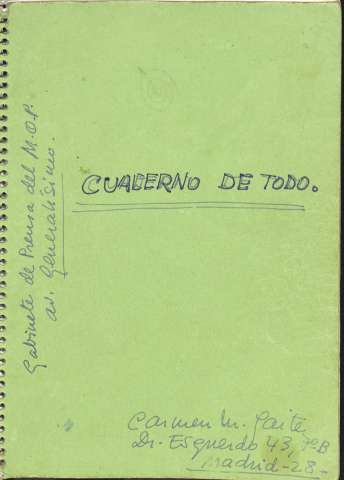 Gabinete de Prensa del M.O.P.
av. Generalísimo.
CUADERNO DE TODO.
Carmen M. Gaite
Dr. Esquerdo 43, 7º B
Madrid-28-